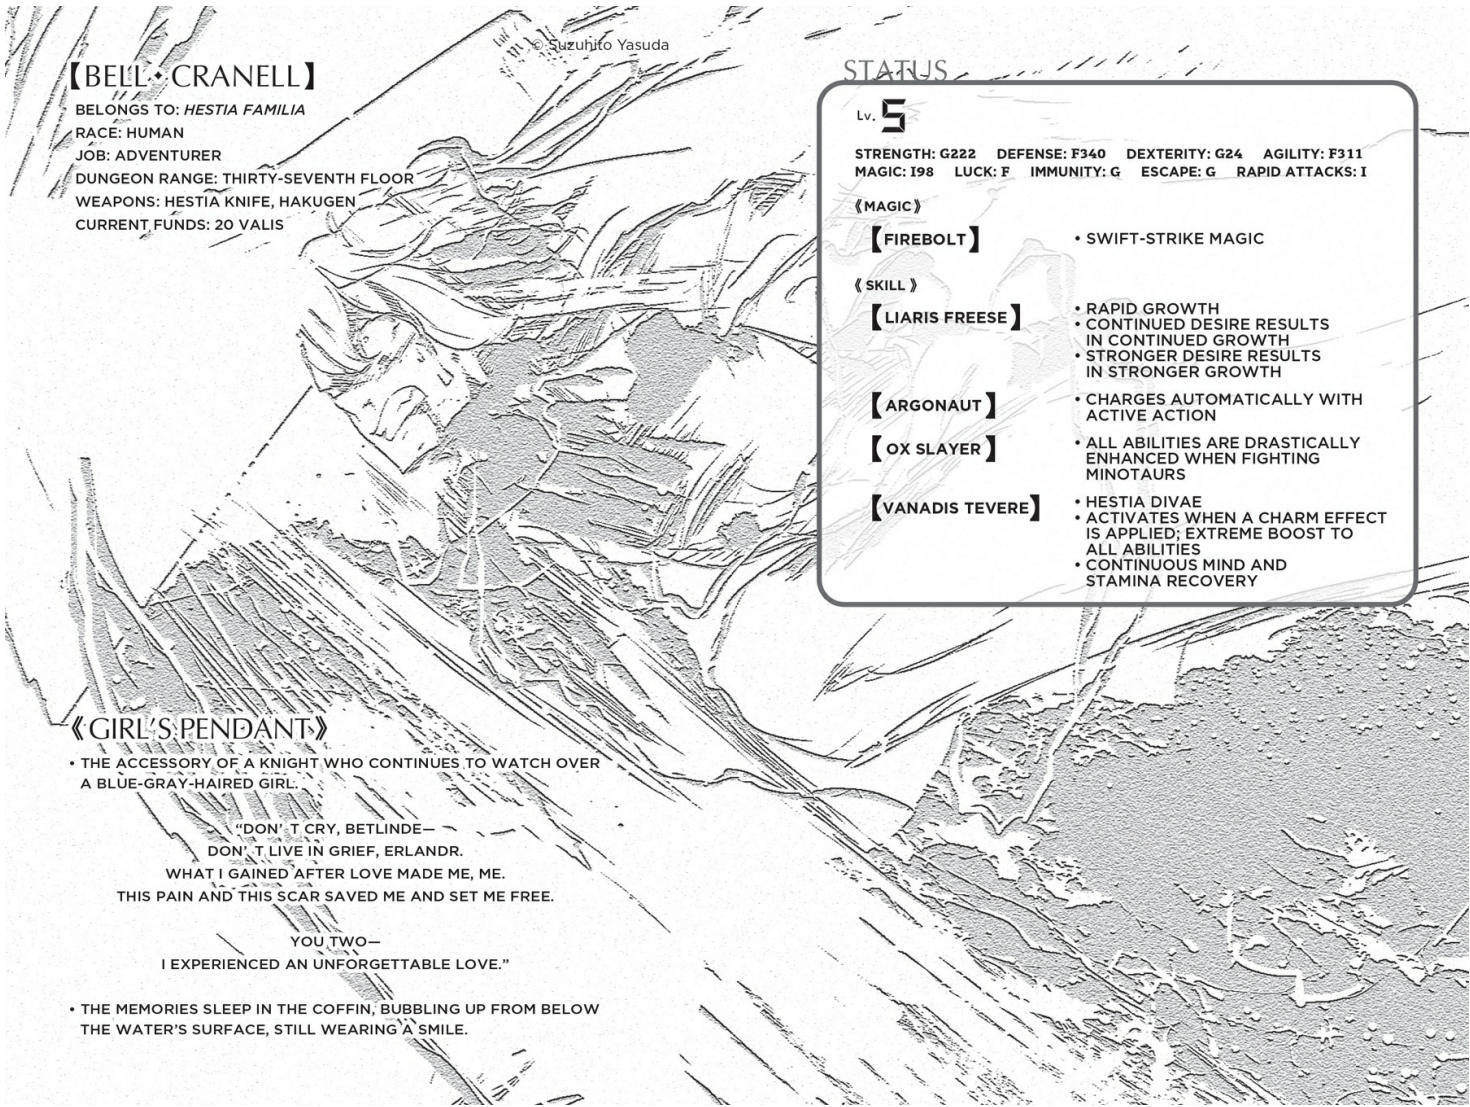 © Suzuhito Yasuda
【BELL✦CRANELL】
BELONGS TO: HESTIA FAMILIA
RACE: HUMAN
JOB: ADVENTURER
DUNGEON RANGE: THIRTY-SEVENTH FLOOR
WEAPONS: HESTIA KNIFE, HAKUGEN
CURRENT FUNDS: 20 VALIS
STATUS
Lv. 5
STRENGTH: G222 DEFENSE: F340 DEXTERITY: G24 AGILITY: F311
MAGIC: I98 LUCK: F IMMUNITY: G ESCAPE: G RAPID ATTACKS: I
《MAGIC》
【FIREBOLT】 • SWIFT-STRIKE MAGIC
《SKILL》
【LIARIS FREESE】 • RAPID GROWTH
• CONTINUED DESIRE RESULTS
IN CONTINUED GROWTH
• STRONGER DESIRE RESULTS
IN STRONGER GROWTH
【ARGONAUT】 • CHARGES AUTOMATICALLY WITH
ACTIVE ACTION
【OX SLAYER】 • ALL ABILITIES ARE DRASTICALLY
ENHANCED WHEN FIGHTING
MINOTAURS
【VANADIS TEVERE】 • HESTIA DIVAE
• ACTIVATES WHEN A CHARM EFFECT
IS APPLIED; EXTREME BOOST TO
ALL ABILITIES
• CONTINUOUS MIND AND
STAMINA RECOVERY
《GIRL'S PENDANT》
• THE ACCESSORY OF A KNIGHT WHO CONTINUES TO WATCH OVER
A BLUE-GRAY-HAIRED GIRL.
“DON’ T CRY, BETLINDE—
DON’ T LIVE IN GRIEF, ERLANDR.
WHAT I GAINED AFTER LOVE MADE ME, ME.
THIS PAIN AND THIS SCAR SAVED ME AND SET ME FREE.
YOU TWO—
I EXPERIENCED AN UNFORGETTABLE LOVE.”
• THE MEMORIES SLEEP IN THE COFFIN, BUBBLING UP FROM BELOW
THE WATER’S SURFACE, STILL WEARING A SMILE.